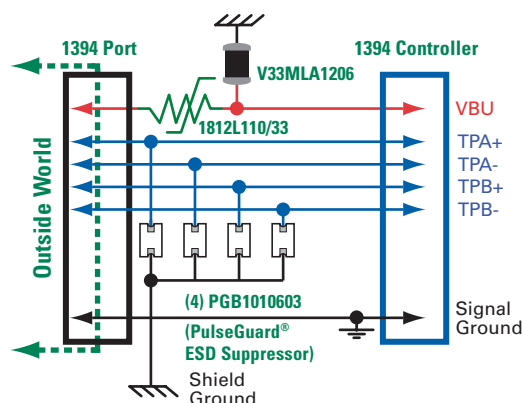 1394 Port
1394 Controller
V33MLA1206
1812L110/33
VBU
TPA+
TPA-
TPB+
TPB-
Outside World
(4) PGB1010603
(PulseGuard®
ESD Suppressor)
Signal
Ground
Shield
Ground